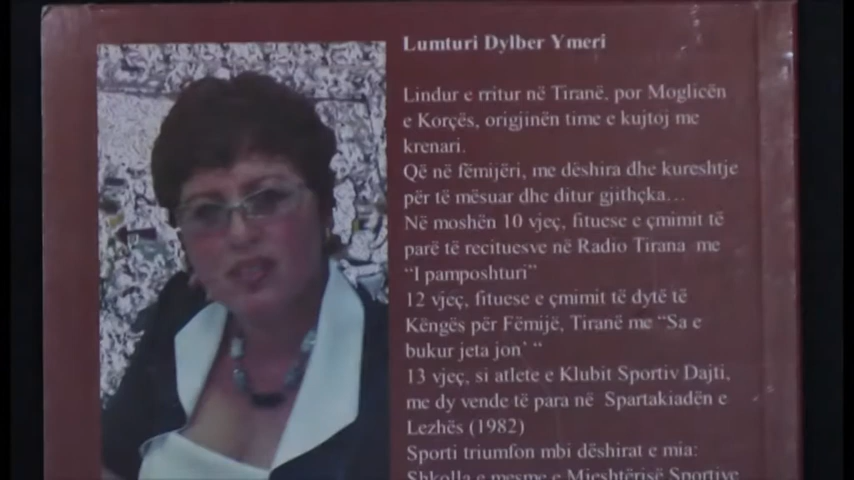 Lumturi Dylber Ymeri
Lindur e rritur në Tiranë, por Moglicën
e Korçës, origjinën time e kujtoj me
krenari.
Që në fëmijëri, me dëshira dhe kureshtje
për të mësuar dhe ditur gjithçka…
Në moshën 10 vjeç, fituese e çmimit të
parë të recituesve në Radio Tirana me
“I pamposhturi”
12 vjeç, fituese e çmimit të dytë të
Këngës për Fëmijë, Tiranë me “Sa e
bukur jeta jon’ “
13 vjeç, si atlete e Klubit Sportiv Dajti,
me dy vende të para në Spartakiadën e
Lezhës (1982)
Sporti triumfon mbi dëshirat e mia:
Shkolla e mesme e Mjeshtërisë Sportive